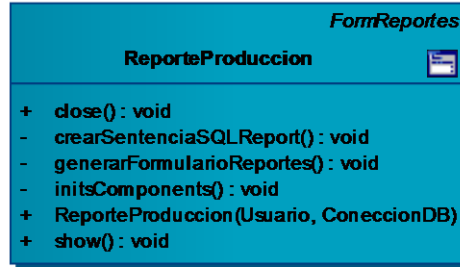 FormReportes
ReporteProduccion
+ close() : void
- crearSentenciaSQLReport() : void
- generarFormularioReportes() : void
- initsComponents() : void
+ ReporteProduccion(Usuario, ConeccionDB)
+ show() : void